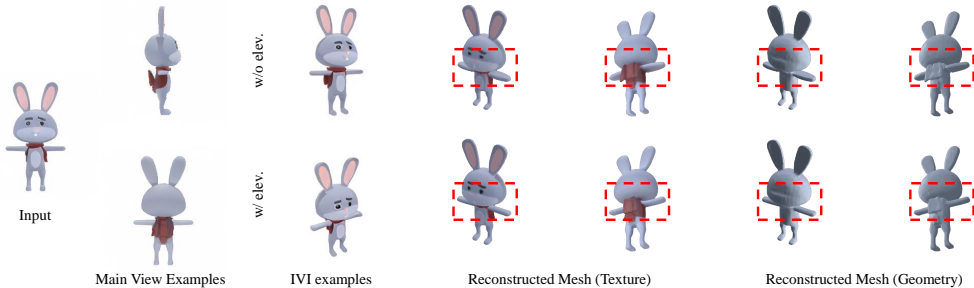 w/o elev.
w/ elev.
Input
Main View Examples
IVI examples
Reconstructed Mesh (Texture)
Reconstructed Mesh (Geometry)